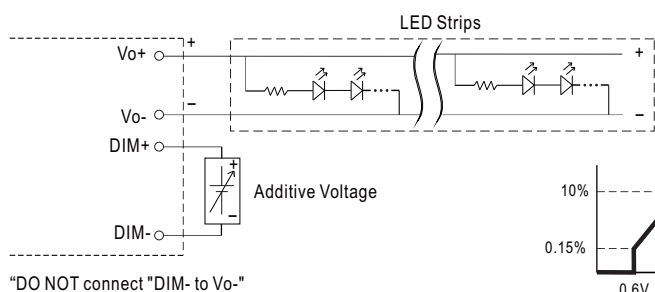 LED Strips
Vo+
+
+
Vo-
−
−
DIM+
+
Additive Voltage
−
DIM-
“DO NOT connect "DIM- to Vo-"
10%
0.15%
0.6V